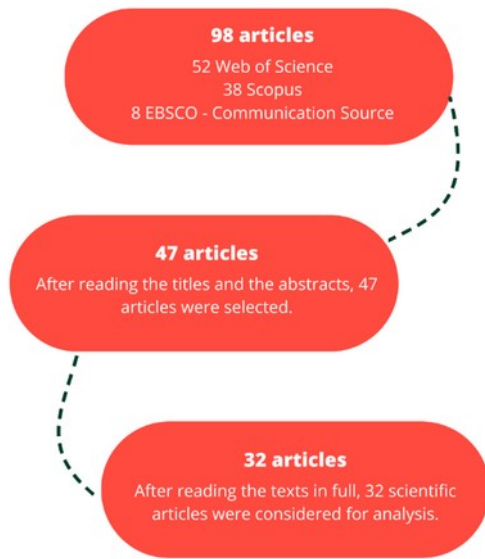 98 articles
52 Web of Science
38 Scopus
8 EBSCO - Communication Source
47 articles
After reading the titles and the abstracts, 47
articles were selected.
32 articles
After reading the texts in full, 32 scientific
articles were considered for analysis.